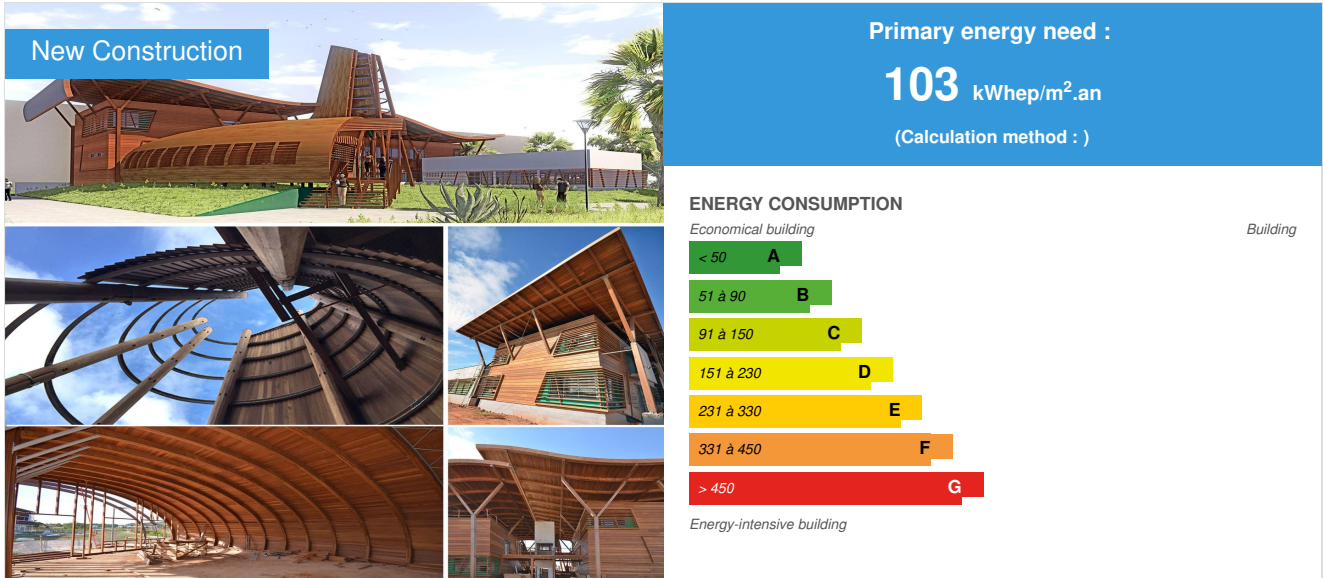 New Construction
Primary energy need :
103 kWhep/m².an
(Calculation method : )
ENERGY CONSUMPTION
Economical building
Building
< 50 A
51 à 90 B
91 à 150 C
151 à 230 D
231 à 330 E
331 à 450 F
> 450 G
Energy-intensive building